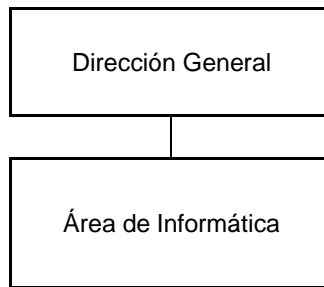 Dirección General
Área de Informática